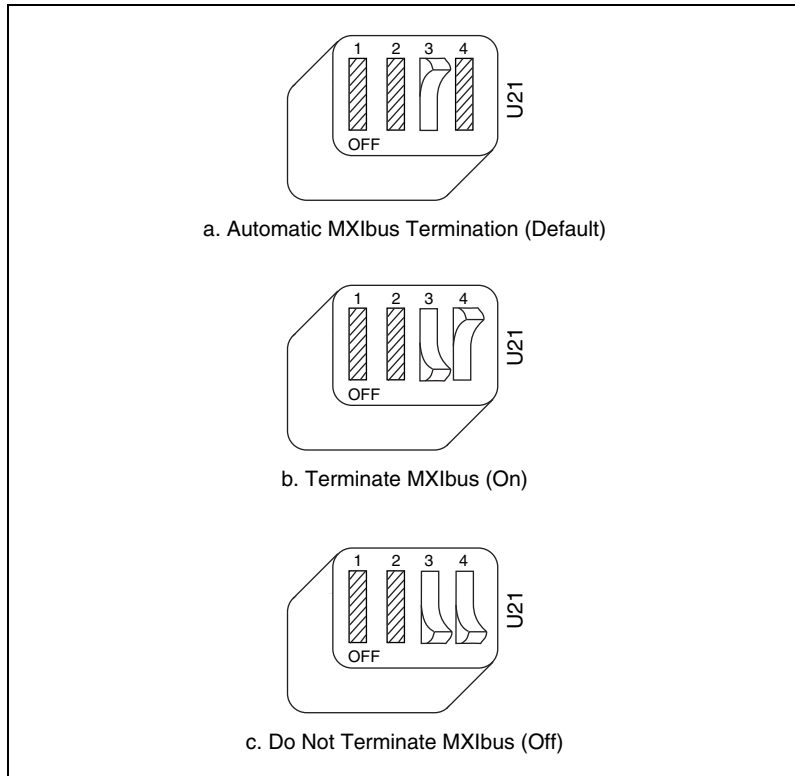 1 2 3 4
OFF
U21
a. Automatic MXIbus Termination (Default)
1 2 3 4
OFF
U21
b. Terminate MXIbus (On)
1 2 3 4
OFF
U21
c. Do Not Terminate MXIbus (Off)